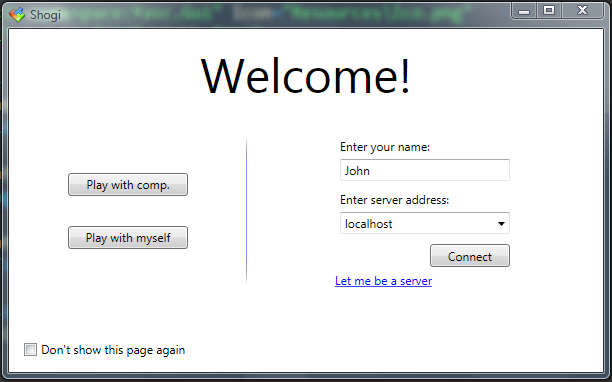 Shogi
Welcome!
Play with comp.
Play with myself
Enter your name:
John
Enter server address:
localhost
Connect
Let me be a server
Don't show this page again